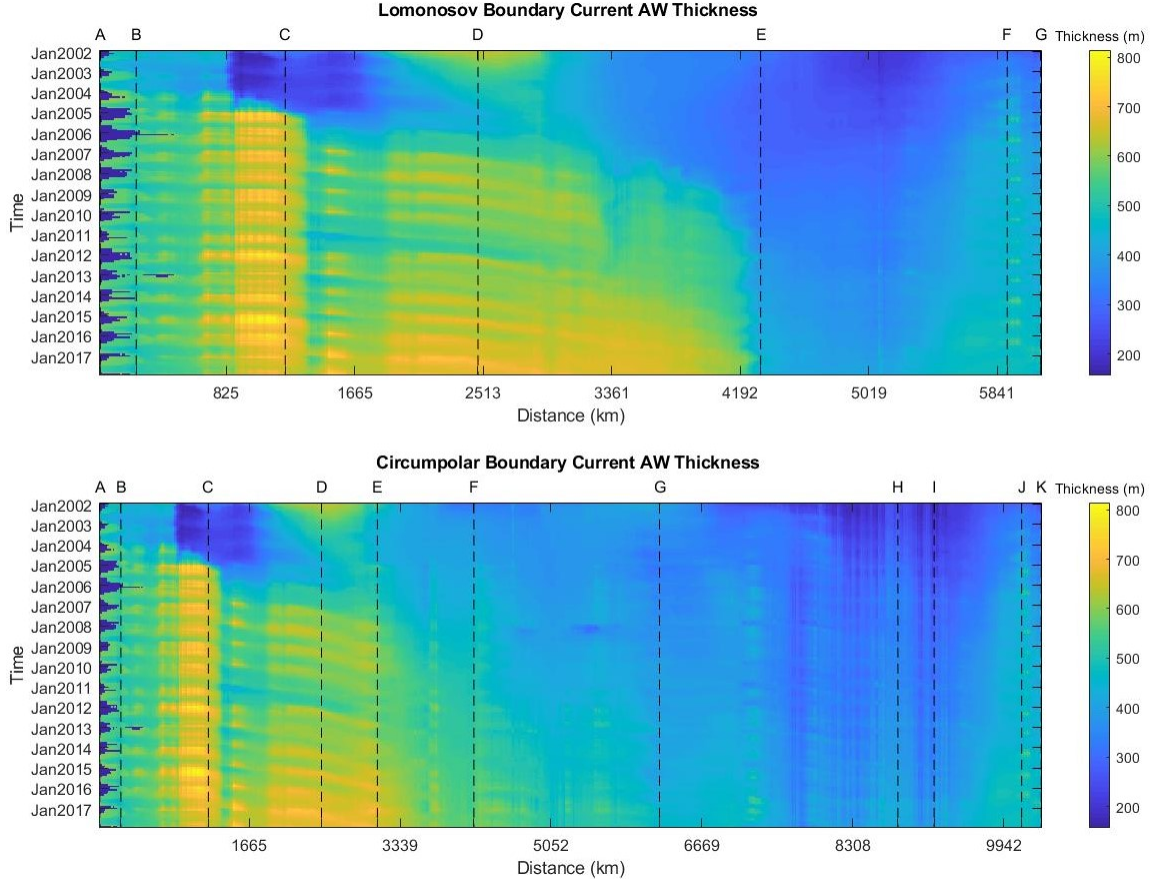 Lomonosov Boundary Current AW Thickness
A B C D E F G Thickness (m)
Jan2002
Jan2003
Jan2004
Jan2005
Jan2006
Jan2007
Jan2008
Jan2009
Jan2010
Jan2011
Jan2012
Jan2013
Jan2014
Jan2015
Jan2016
Jan2017
Time
800
700
600
500
400
300
200
825 1665 2513 3361 4192 5019 5841
Distance (km)
Circumpolar Boundary Current AW Thickness
A B C D E F G H I J K Thickness (m)
Jan2002
Jan2003
Jan2004
Jan2005
Jan2006
Jan2007
Jan2008
Jan2009
Jan2010
Jan2011
Jan2012
Jan2013
Jan2014
Jan2015
Jan2016
Jan2017
Time
800
700
600
500
400
300
200
1665 3339 5052 6669 8308 9942
Distance (km)